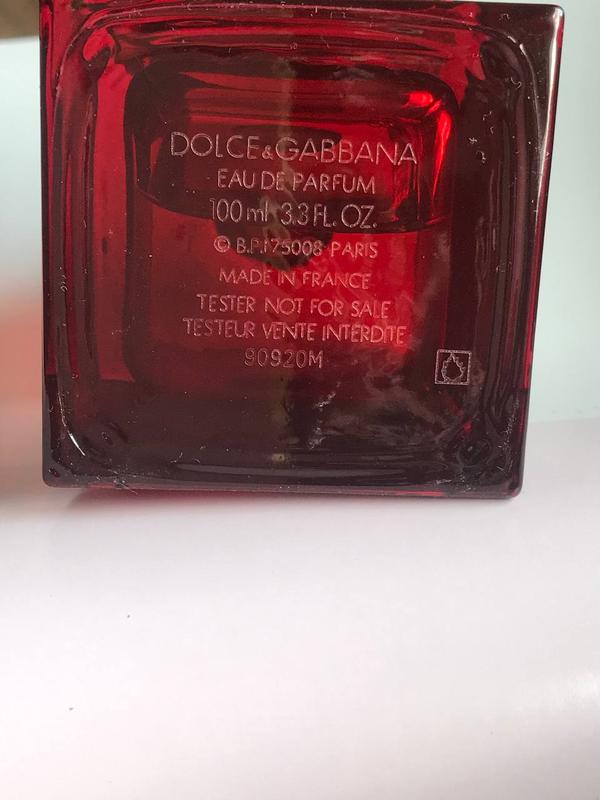 DOLCE&GABBANA
EAU DE PARFUM
100 ml 3.3 FL. OZ.
© B.P. 75008 PARIS
MADE IN FRANCE
TESTER NOT FOR SALE
TESTEUR VENTE INTERDITE
90920M